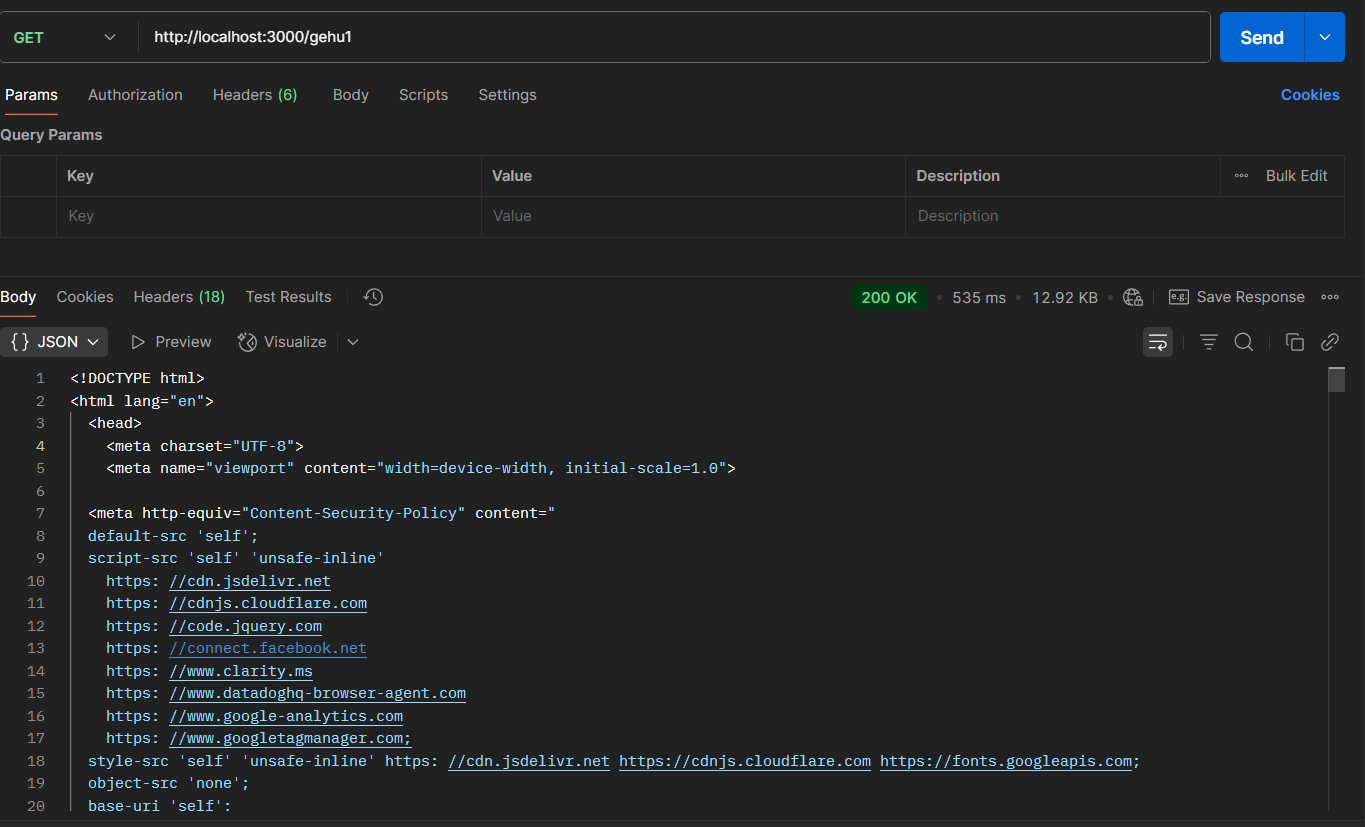 GET http://localhost:3000/gehu1 Send
Params Authorization Headers (6) Body Scripts Settings Cookies
Query Params
Key Value Description Bulk Edit
Key Value Description
Body Cookies Headers (18) Test Results 200 OK • 535 ms • 12.92 KB • e.g. Save Response
{} JSON Preview Visualize
1 <!DOCTYPE html>
2 <html lang="en">
3 <head>
4 <meta charset="UTF-8">
5 <meta name="viewport" content="width=device-width, initial-scale=1.0">
6
7 <meta http-equiv="Content-Security-Policy" content="
8 default-src 'self';
9 script-src 'self' 'unsafe-inline'
10 https: //cdn.jsdelivr.net
11 https: //cdnjs.cloudflare.com
12 https: //code.jquery.com
13 https: //connect.facebook.net
14 https: //www.clarity.ms
15 https: //www.datadoghq-browser-agent.com
16 https: //www.google-analytics.com
17 https: //www.googletagmanager.com;
18 style-src 'self' 'unsafe-inline' https: //cdn.jsdelivr.net https://cdnjs.cloudflare.com https://fonts.googleapis.com;
19 object-src 'none';
20 base-uri 'self';